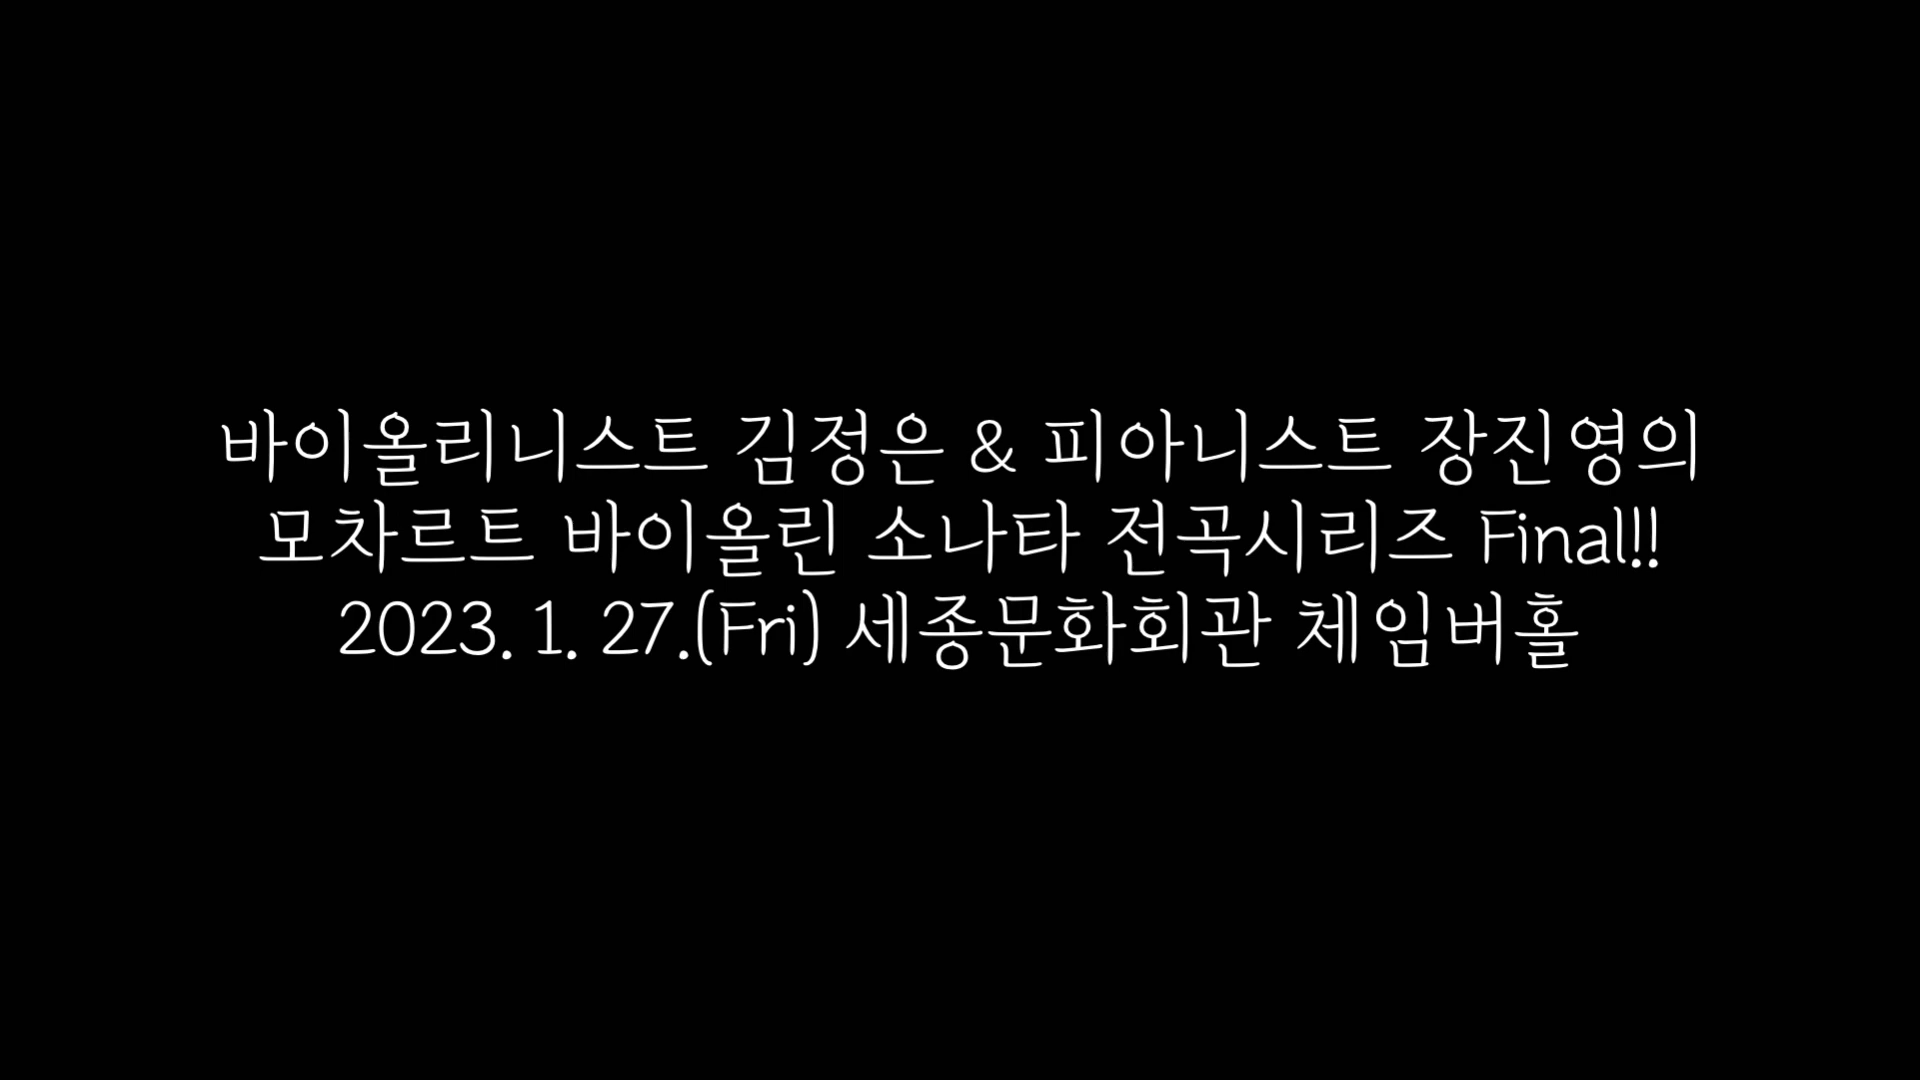 바이올리니스트 김정은 & 피아니스트 장진영의
모차르트 바이올린 소나타 전곡시리즈 Final!!
2023. 1. 27.(Fri) 세종문화회관 체임버홀